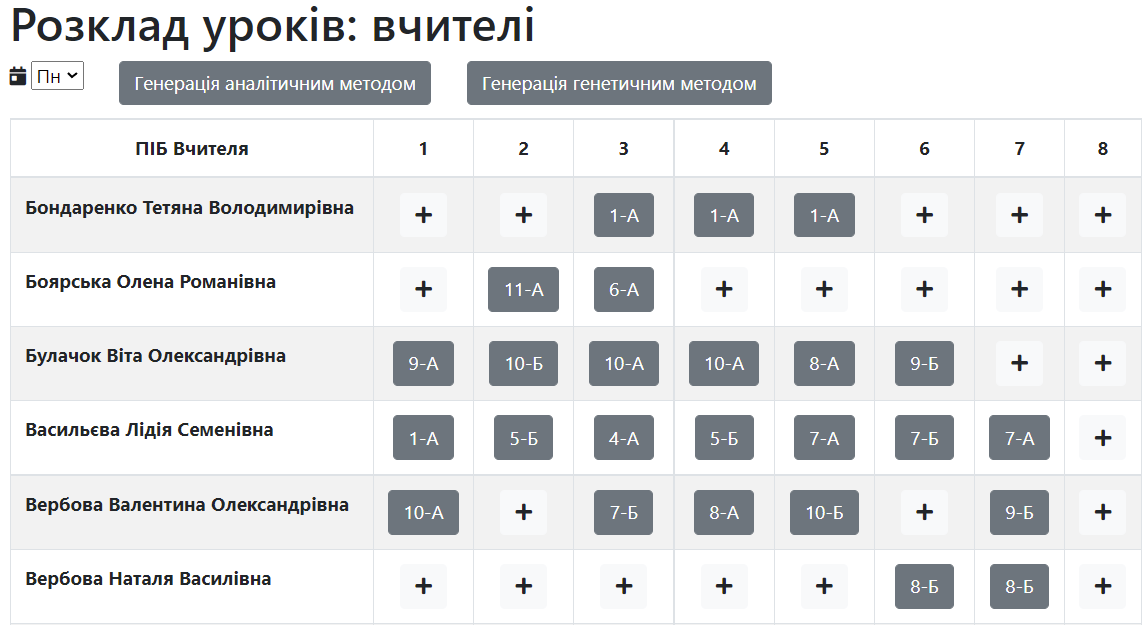 Розклад уроків: вчителі
Пн Генерація аналітичним методом Генерація генетичним методом
ПІБ Вчителя 1 2 3 4 5 6 7 8
Бондаренко Тетяна Володимирівна + + 1-А 1-А 1-А + + +
Боярська Олена Романівна + 11-А 6-А + + + + +
Булачок Віта Олександрівна 9-А 10-Б 10-А 10-А 8-А 9-Б + +
Васильєва Лідія Семенівна 1-А 5-Б 4-А 5-Б 7-А 7-Б 7-А +
Вербова Валентина Олександрівна 10-А + 7-Б 8-А 10-Б + 9-Б +
Вербова Наталя Василівна + + + + + 8-Б 8-Б +